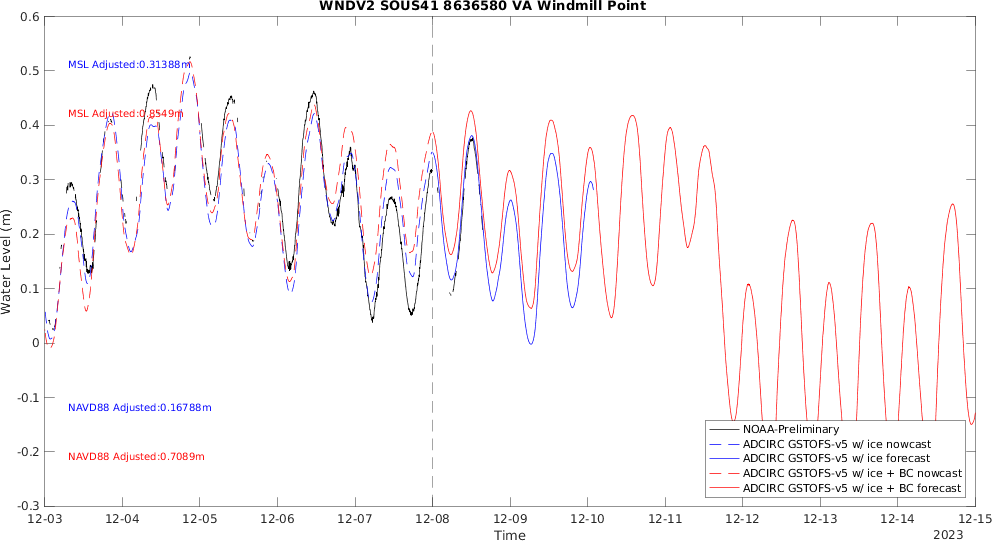 WNDV2 SOUS41 8636580 VA Windmill Point
0.6
0.5
0.4
0.3
0.2
0.1
0
-0.1
-0.2
-0.3
Water Level (m)
MSL Adjusted:0.31388m
MSL Adjusted:0.8549m
NAVD88 Adjusted:0.16788m
NAVD88 Adjusted:0.7089m
NOAA-Preliminary
ADCIRC GSTOFS-v5 w/ ice nowcast
ADCIRC GSTOFS-v5 w/ ice forecast
ADCIRC GSTOFS-v5 w/ ice + BC nowcast
ADCIRC GSTOFS-v5 w/ ice + BC forecast
12-03 12-04 12-05 12-06 12-07 12-08 12-09 12-10 12-11 12-12 12-13 12-14 12-15
Time
2023